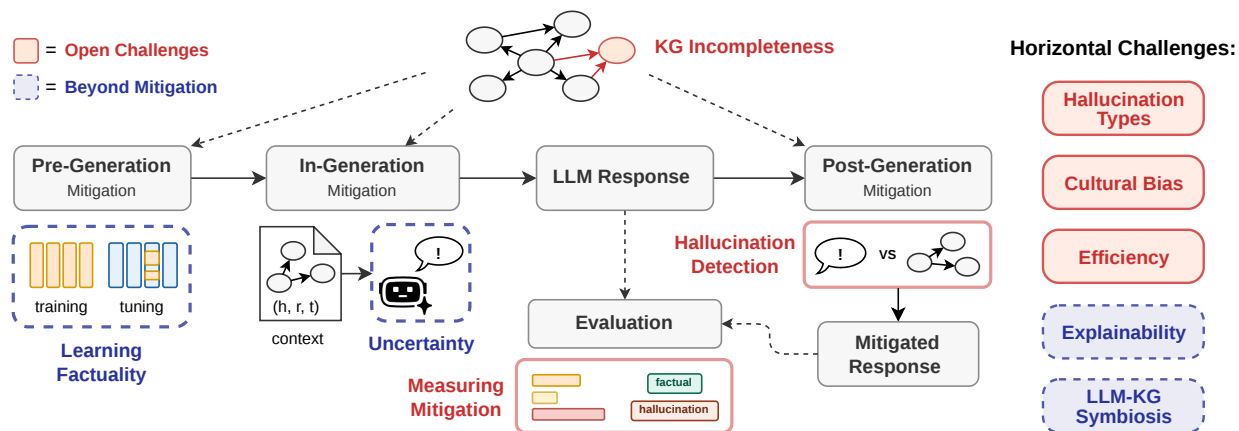 = Open Challenges
= Beyond Mitigation
KG Incompleteness
Horizontal Challenges:
Hallucination
Types
Cultural Bias
Efficiency
Explainability
LLM-KG
Symbiosis
Pre-Generation
Mitigation
In-Generation
Mitigation
LLM Response
Post-Generation
Mitigation
training
tuning
Learning
Factuality
(h, r, t)
context
!
Uncertainty
Hallucination
Detection
!
vs
Evaluation
Mitigated
Response
Measuring
Mitigation
factual
hallucination